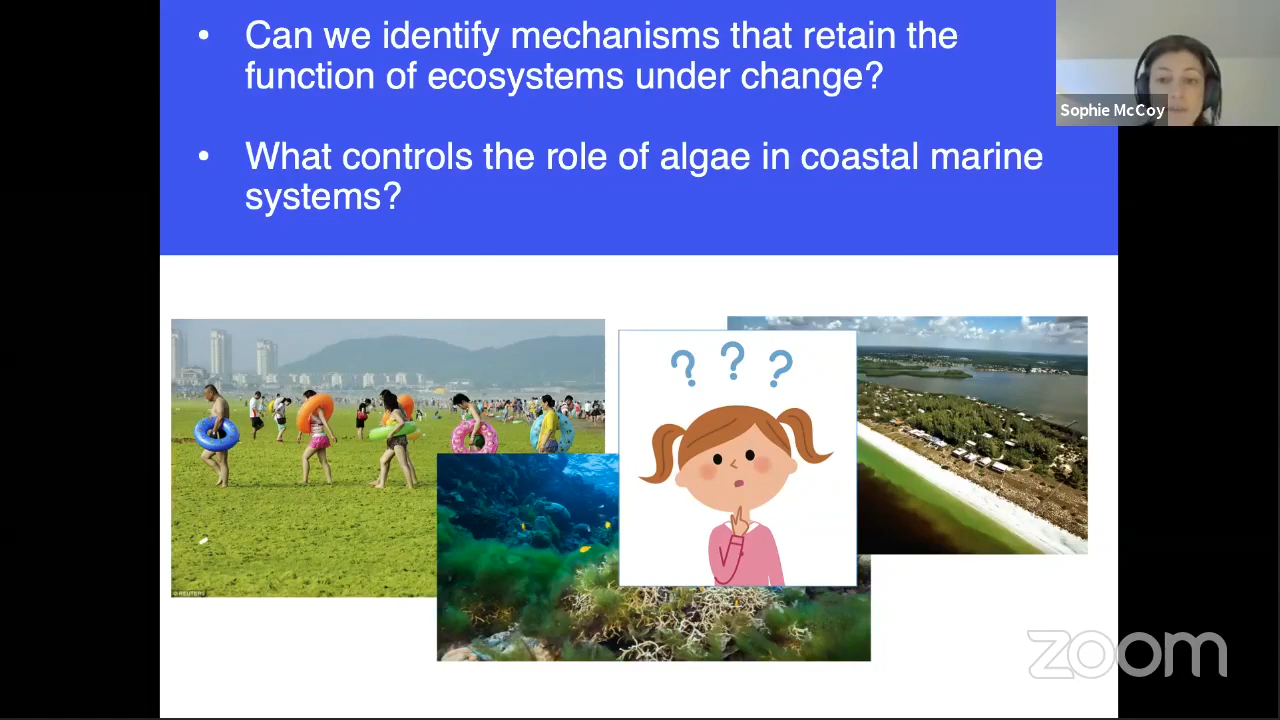 • Can we identify mechanisms that retain the
function of ecosystems under change?
• What controls the role of algae in coastal marine
systems?
Sophie McCoy
? ? ?
© REUTERS
zoom